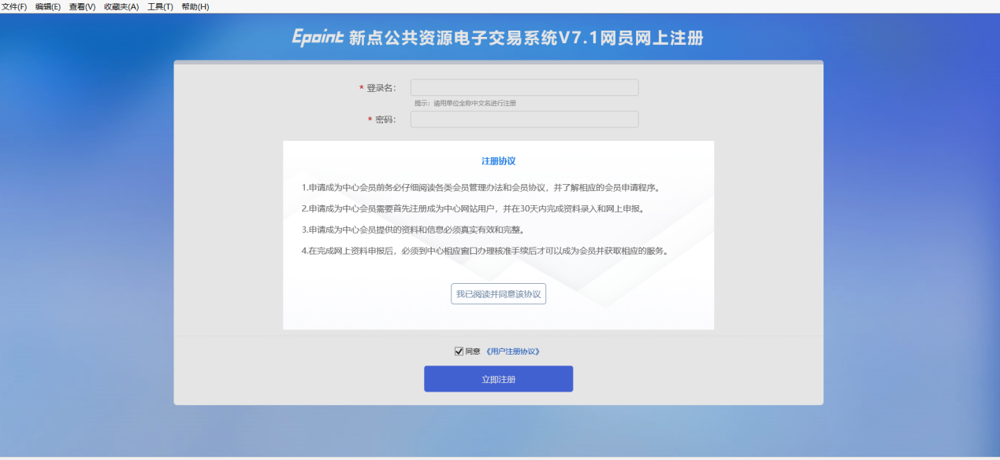 文件(F) 编辑(E) 查看(V) 收藏夹(A) 工具(T) 帮助(H)
Epoint 新点公共资源电子交易系统V7.1网员网上注册
* 登录名:
提示: 请用单位全称中文名进行注册
* 密码:
注册协议
1.申请成为中心会员前务必仔细阅读各类会员管理办法和会员协议，并了解相应的会员申请程序。
2.申请成为中心会员需要首先注册成为中心网站用户，并在30天内完成资料录入和网上申报。
3.申请成为中心会员提供的资料和信息必须真实有效和完整。
4.在完成网上资料申报后，必须到中心相应窗口办理核准手续后才可以成为会员并获取相应的服务。
我已阅读并同意该协议
同意 《用户注册协议》
立即注册